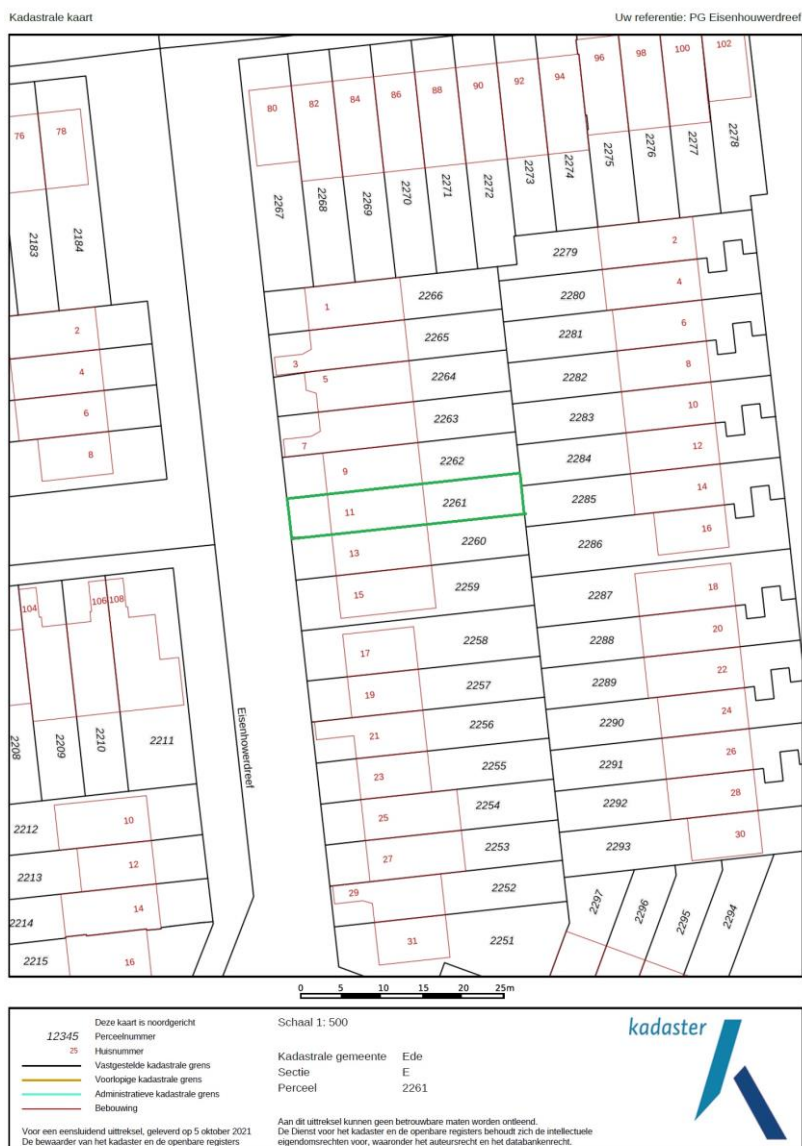 Kadastrale kaart
Uw referentie: PG Eisenhouwerdreef
80 82 84 86 88 90 92 94 96 98 100 102
76 78
2183 2184
2267 2268 2269 2270 2271 2272 2273 2274 2275 2276 2277 2278
2 4 6 8
1 2266
2265
3
5 2264
2263
7
9 2262
11 2261
13 2260
15 2259
17 2258
19 2257
21 2256
23 2255
25 2254
27 2253
29 2252
31 2251
2279 2
2280 4
2281 6
2282 8
2283 10
2284 12
2285 14
2286 16
2287 18
2288 20
2289 22
2290 24
2291 26
2292 28
2293 30
2297 2296 2295 2294
104 106 108
2208 2209 2210 2211
Eisenhowerdreef
2212 10
2213 12
2214 14
2215 16
0 5 10 15 20 25m
Deze kaart is noordgericht
12345 Perceelnummer
25 Huisnummer
Vastgestelde kadastrale grens
Voorlopige kadastrale grens
Administratieve kadastrale grens
Bebouwing
Voor een eensluidend uittreksel, geleverd op 5 oktober 2021
De bewaarder van het kadaster en de openbare registers
Schaal 1: 500
Kadastrale gemeente Ede
Sectie E
Perceel 2261
Aan dit uittreksel kunnen geen betrouwbare maten worden ontleend.
De Dienst voor het kadaster en de openbare registers behoudt zich de intellectuele
eigendomsrechten voor, waaronder het auteursrecht en het databankenrecht.
kadaster